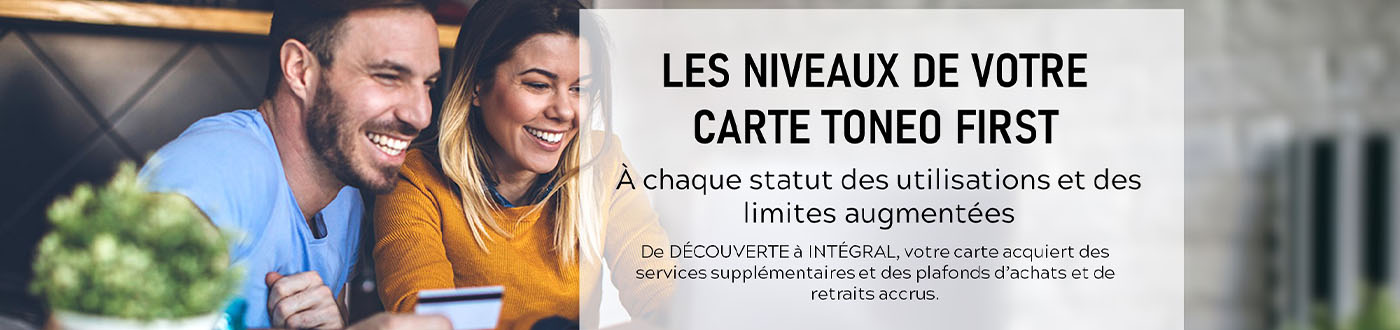 LES NIVEAUX DE VOTRE
CARTE TONEO FIRST
À chaque statut des utilisations et des
limites augmentées
De DÉCOUVERTE à INTÉGRAL, votre carte acquiert des
services supplémentaires et des plafonds d’achats et de
retraits accrus.